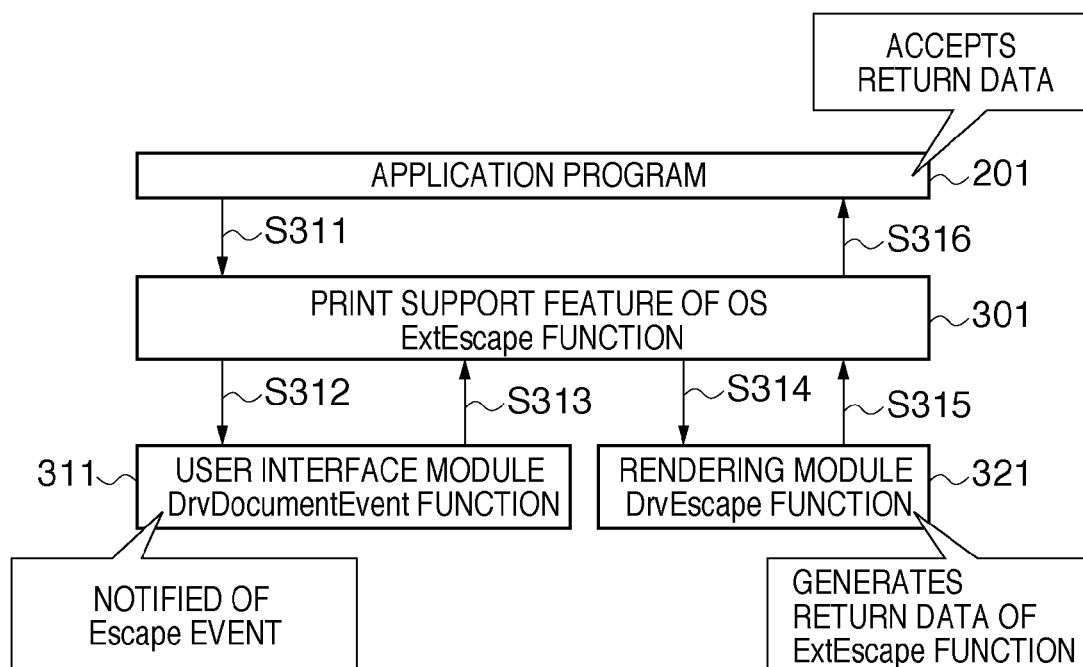 ACCEPTS
RETURN DATA
APPLICATION PROGRAM
201
S311
S316
PRINT SUPPORT FEATURE OF OS
ExtEscape FUNCTION
301
S312
S313
S314
S315
311
USER INTERFACE MODULE
DrvDocumentEvent FUNCTION
RENDERING MODULE
DrvEscape FUNCTION
321
NOTIFIED OF
Escape EVENT
GENERATES
RETURN DATA OF
ExtEscape FUNCTION